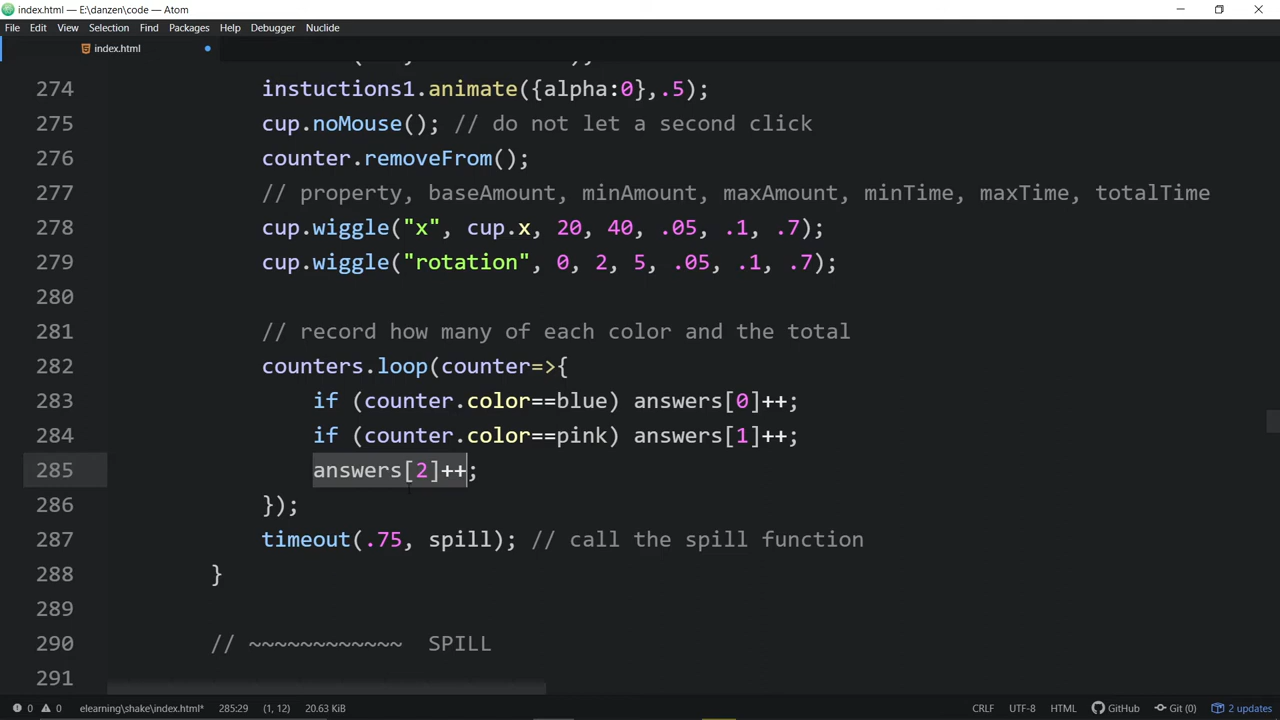 index.html — E:\danzen\code — Atom
File Edit View Selection Find Packages Help Debugger Nuclide
index.html
274 instuctions1.animate({alpha:0},.5);
275 cup.noMouse(); // do not let a second click
276 counter.removeFrom();
277 // property, baseAmount, minAmount, maxAmount, minTime, maxTime, totalTime
278 cup.wiggle("x", cup.x, 20, 40, .05, .1, .7);
279 cup.wiggle("rotation", 0, 2, 5, .05, .1, .7);
280
281 // record how many of each color and the total
282 counters.loop(counter=>{
283 if (counter.color==blue) answers[0]++;
284 if (counter.color==pink) answers[1]++;
285 answers[2]++;
286 });
287 timeout(.75, spill); // call the spill function
288 }
289
290 // ~~~~~~~~~~~~ SPILL
291
0 0 elearning\shake\index.html* 285:29 (1, 12) 20.63 KiB CRLF UTF-8 HTML GitHub Git (0) 2 updates